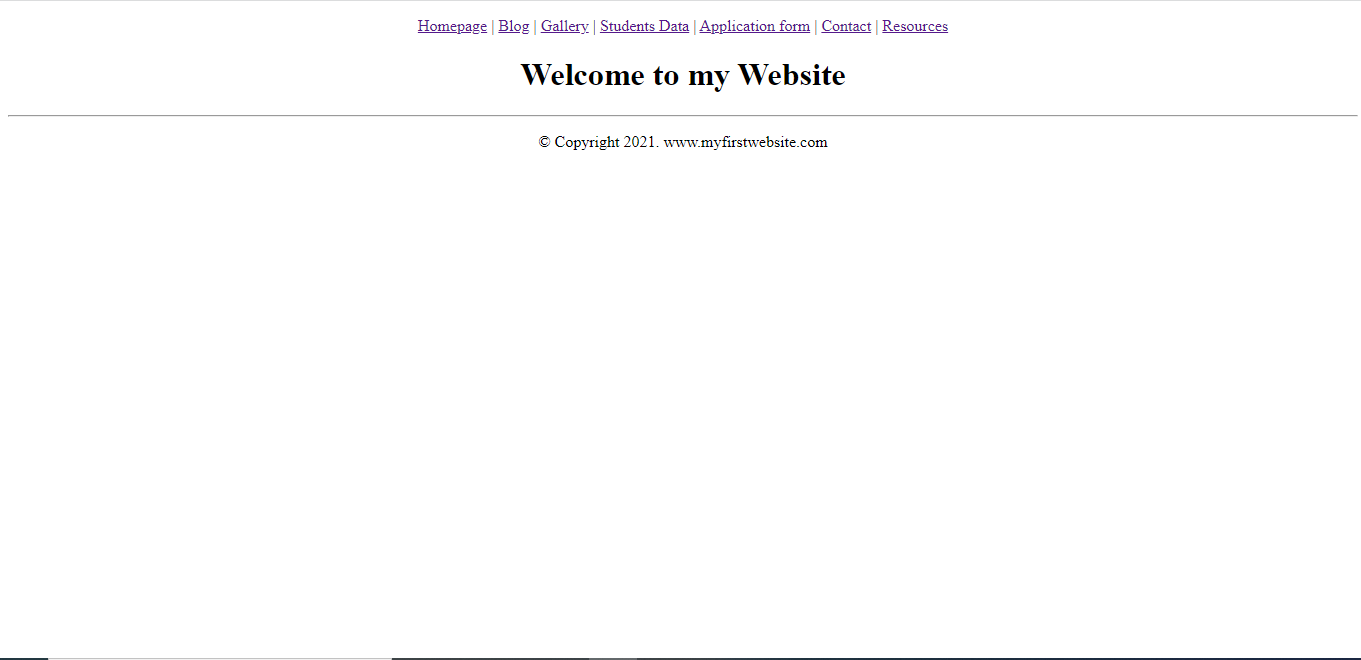 Homepage | Blog | Gallery | Students Data | Application form | Contact | Resources
Welcome to my Website
© Copyright 2021. www.myfirstwebsite.com